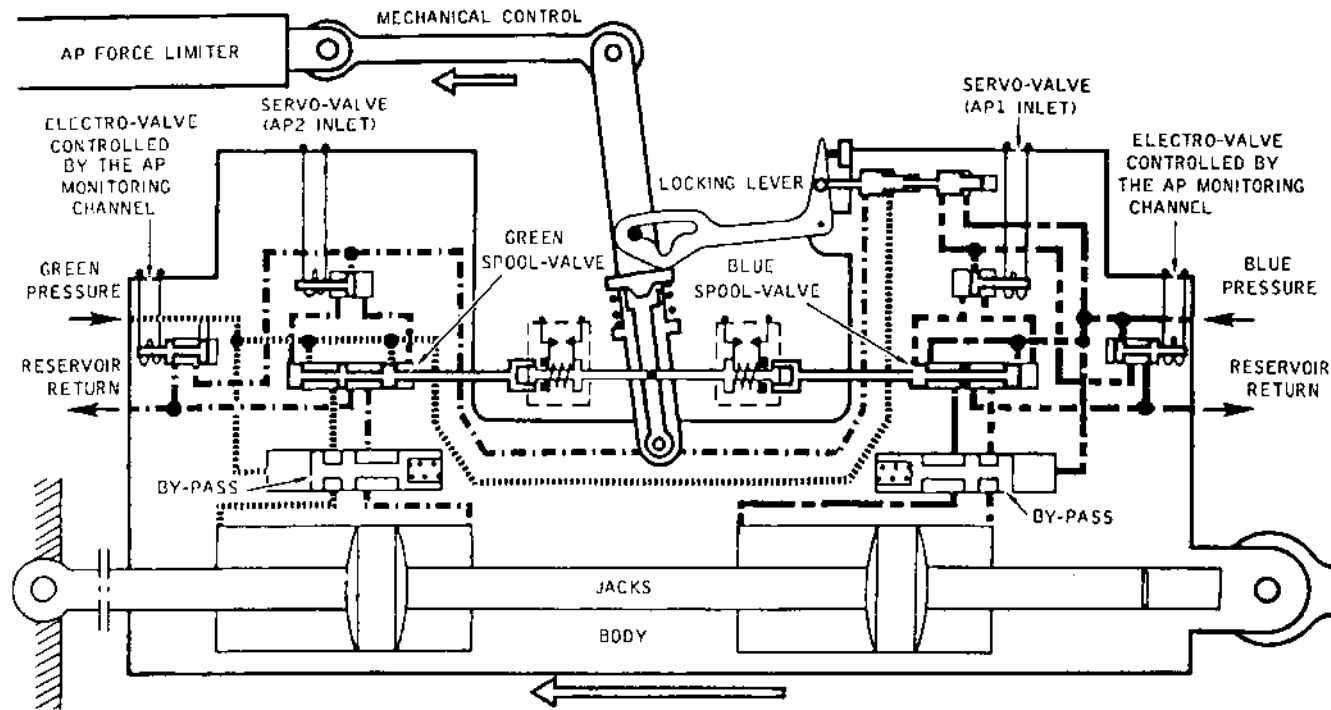 MECHANICAL CONTROL
AP FORCE LIMITER
SERVO-VALVE
(AP2 INLET)
SERVO-VALVE
(AP1 INLET)
ELECTRO-VALVE
CONTROLLED
BY THE AP
MONITORING
CHANNEL
ELECTRO-VALVE
CONTROLLED BY
THE AP MONITORING
CHANNEL
LOCKING LEVER
GREEN
SPOOL-VALVE
BLUE
SPOOL-VALVE
GREEN
PRESSURE
BLUE
PRESSURE
RESERVOIR
RETURN
RESERVOIR
RETURN
BY-PASS
BY-PASS
JACKS
BODY